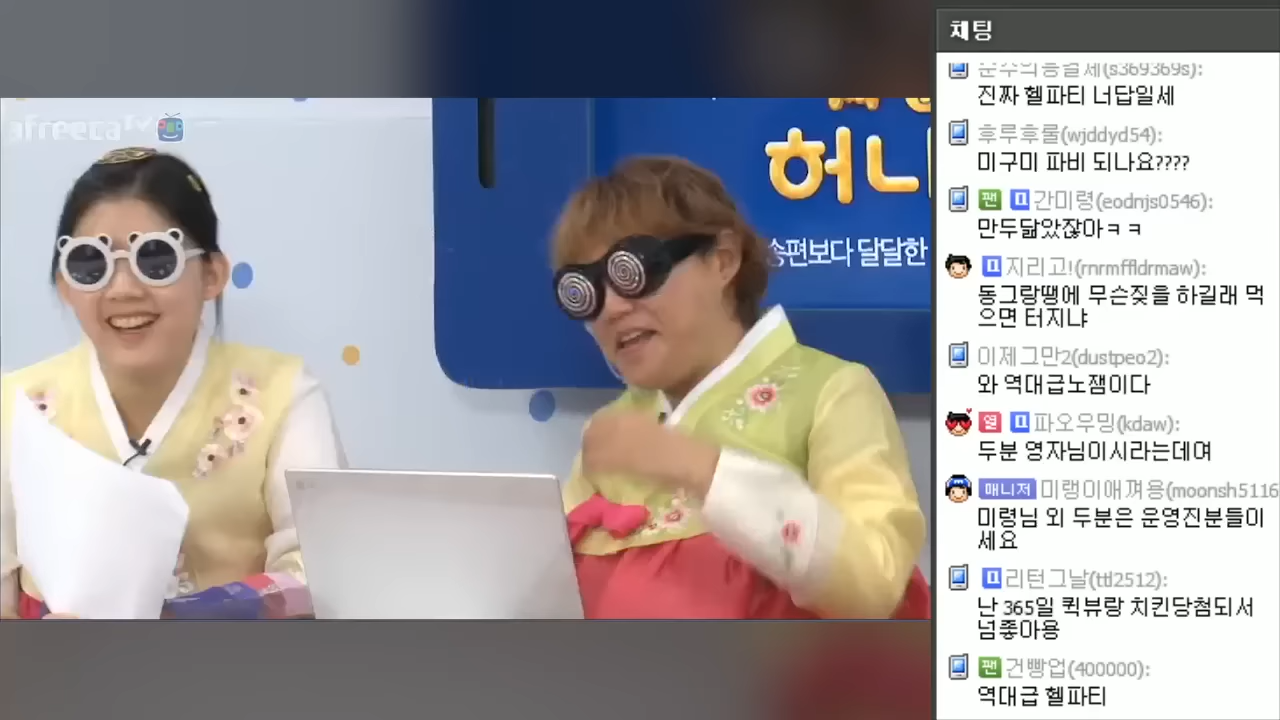 afreecaTV
허니
송편보다 달달한
채팅
(s369369s):
진짜 헬파티 너답일세
후루후룰(wjddyd54):
미구미 파비 되나요????
팬 간미령(eodnjs0546):
만두닮았잖아ㅋㅋ
지리고!(rnrmffldrmaw):
동그랑땡에 무슨짖을 하길래 먹
으면 터지냐
이제그만2(dustpeo2):
와 역대급노잼이다
열 파오우밍(kdaw):
두분 영자님이시라는데여
매니저 미랭이애껴용(moonsh5116
미령님 외 두분은 운영진분들이
세요
리턴그날(ttl2512):
난 365일 퀵뷰랑 치킨당첨되서
넘좋아용
팬 건빵업(400000):
역대급 헬파티